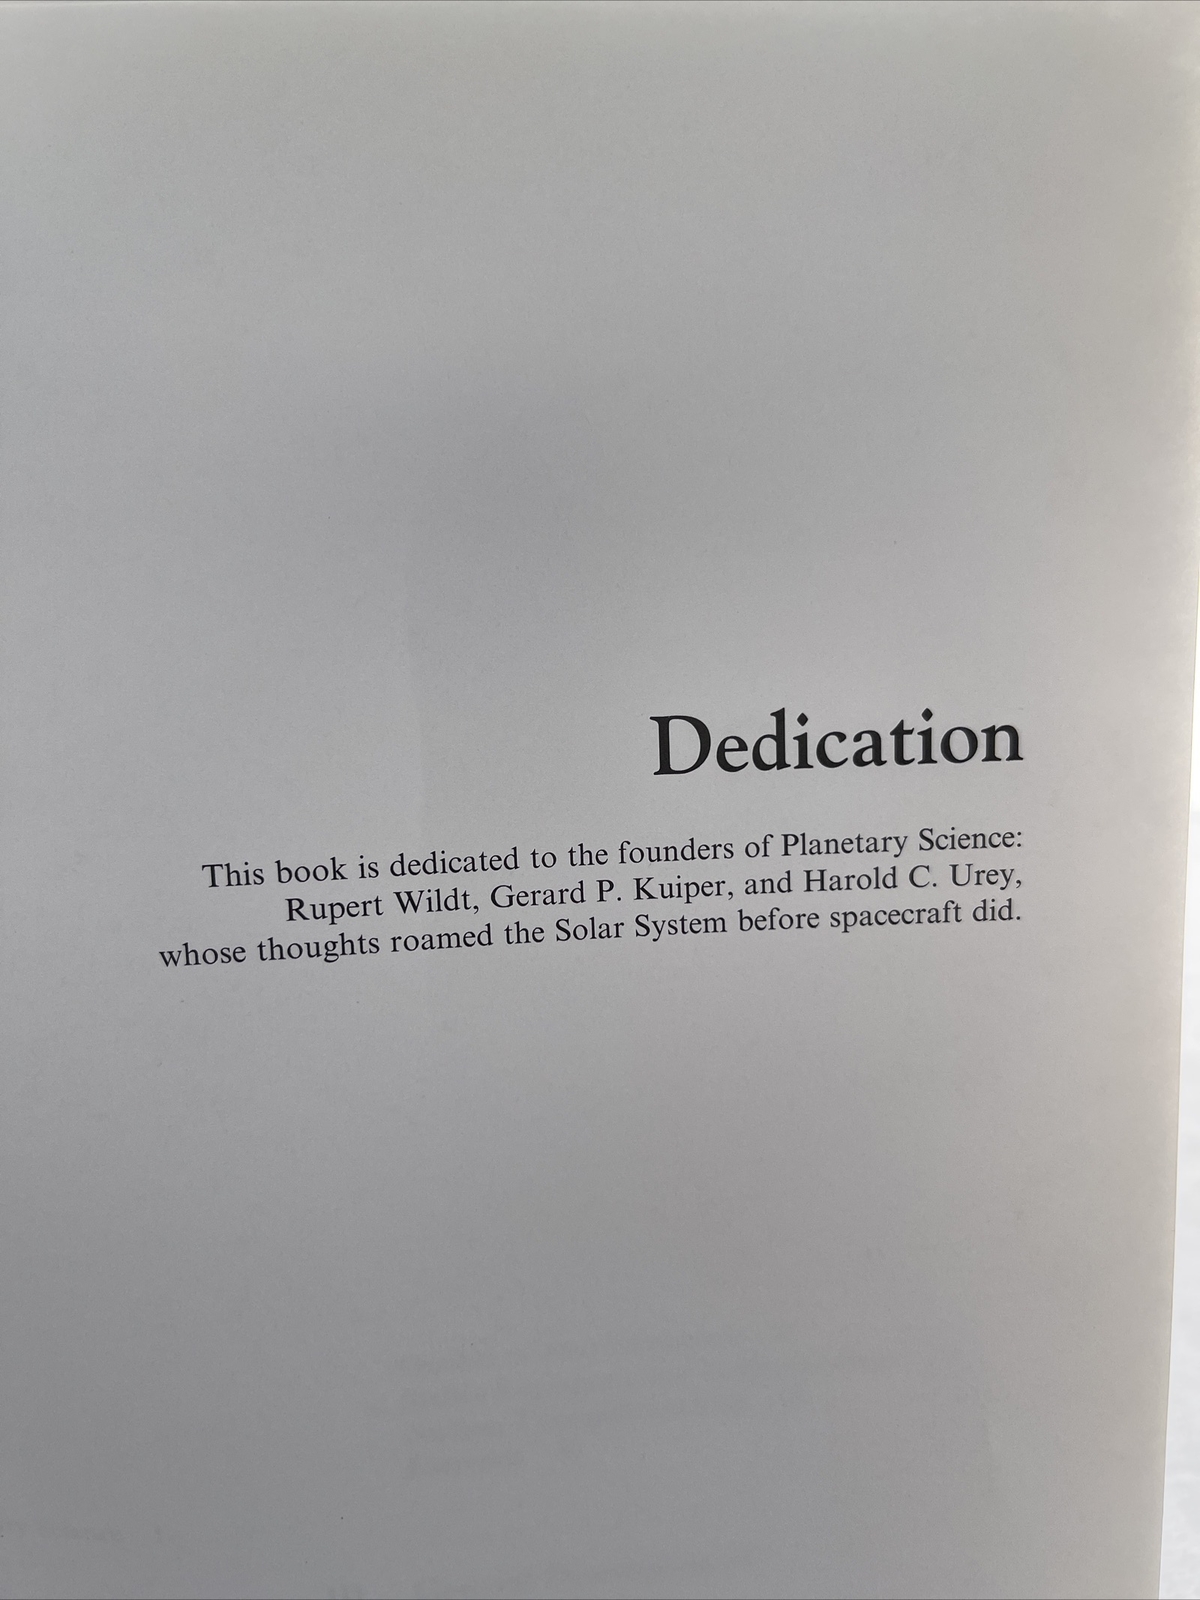 Dedication
This book is dedicated to the founders of Planetary Science:
Rupert Wildt, Gerard P. Kuiper, and Harold C. Urey,
whose thoughts roamed the Solar System before spacecraft did.